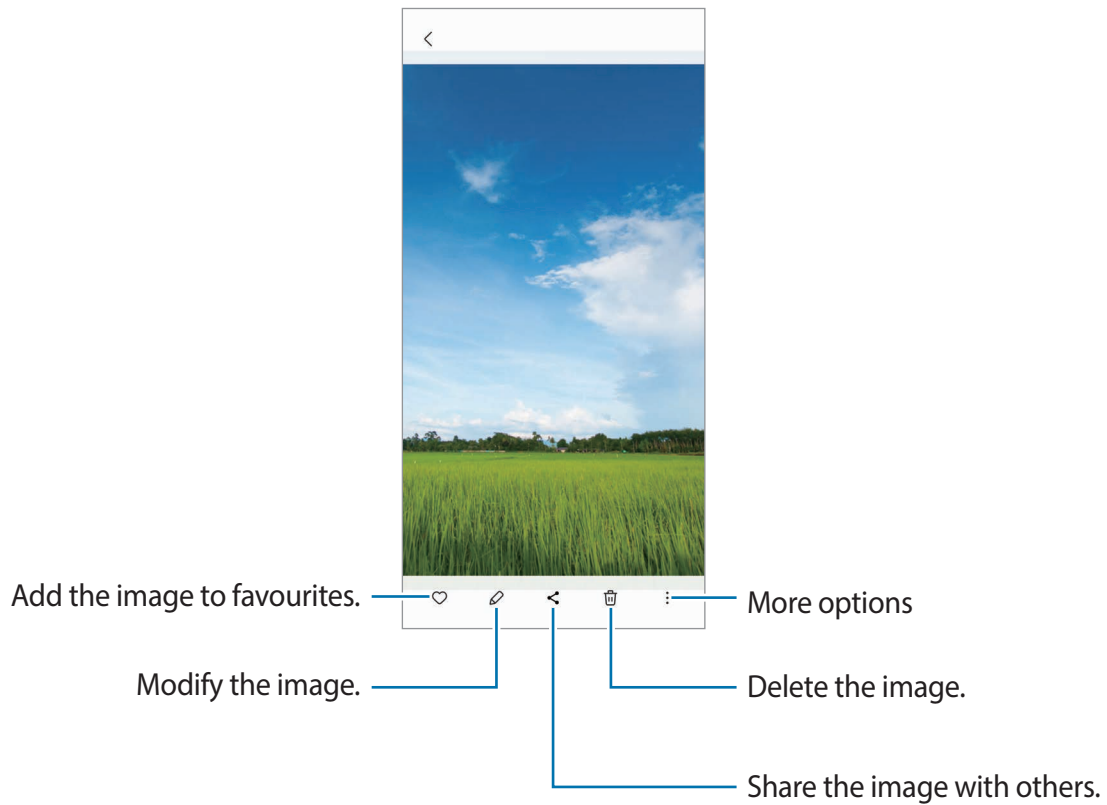 Add the image to favourites.
More options
Modify the image.
Delete the image.
Share the image with others.